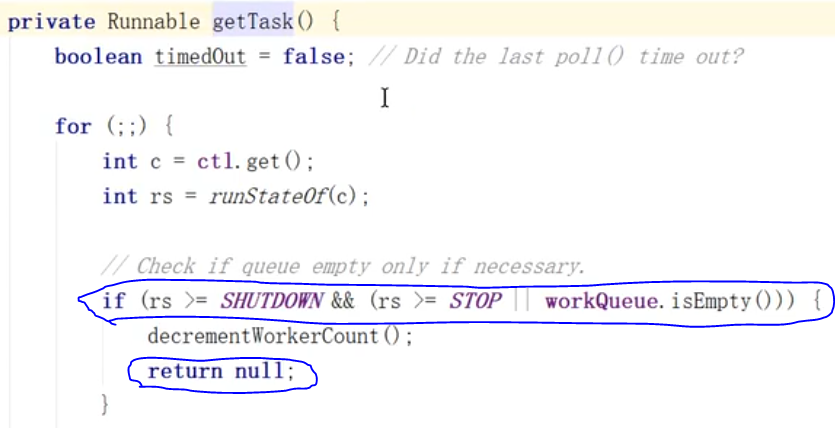 private Runnable getTask() {
boolean timedOut = false; // Did the last poll() time out?
for (;;) {
int c = ctl.get();
int rs = runStateOf(c);
// Check if queue empty only if necessary.
if (rs >= SHUTDOWN && (rs >= STOP || workQueue.isEmpty())) {
decrementWorkerCount();
return null;
}